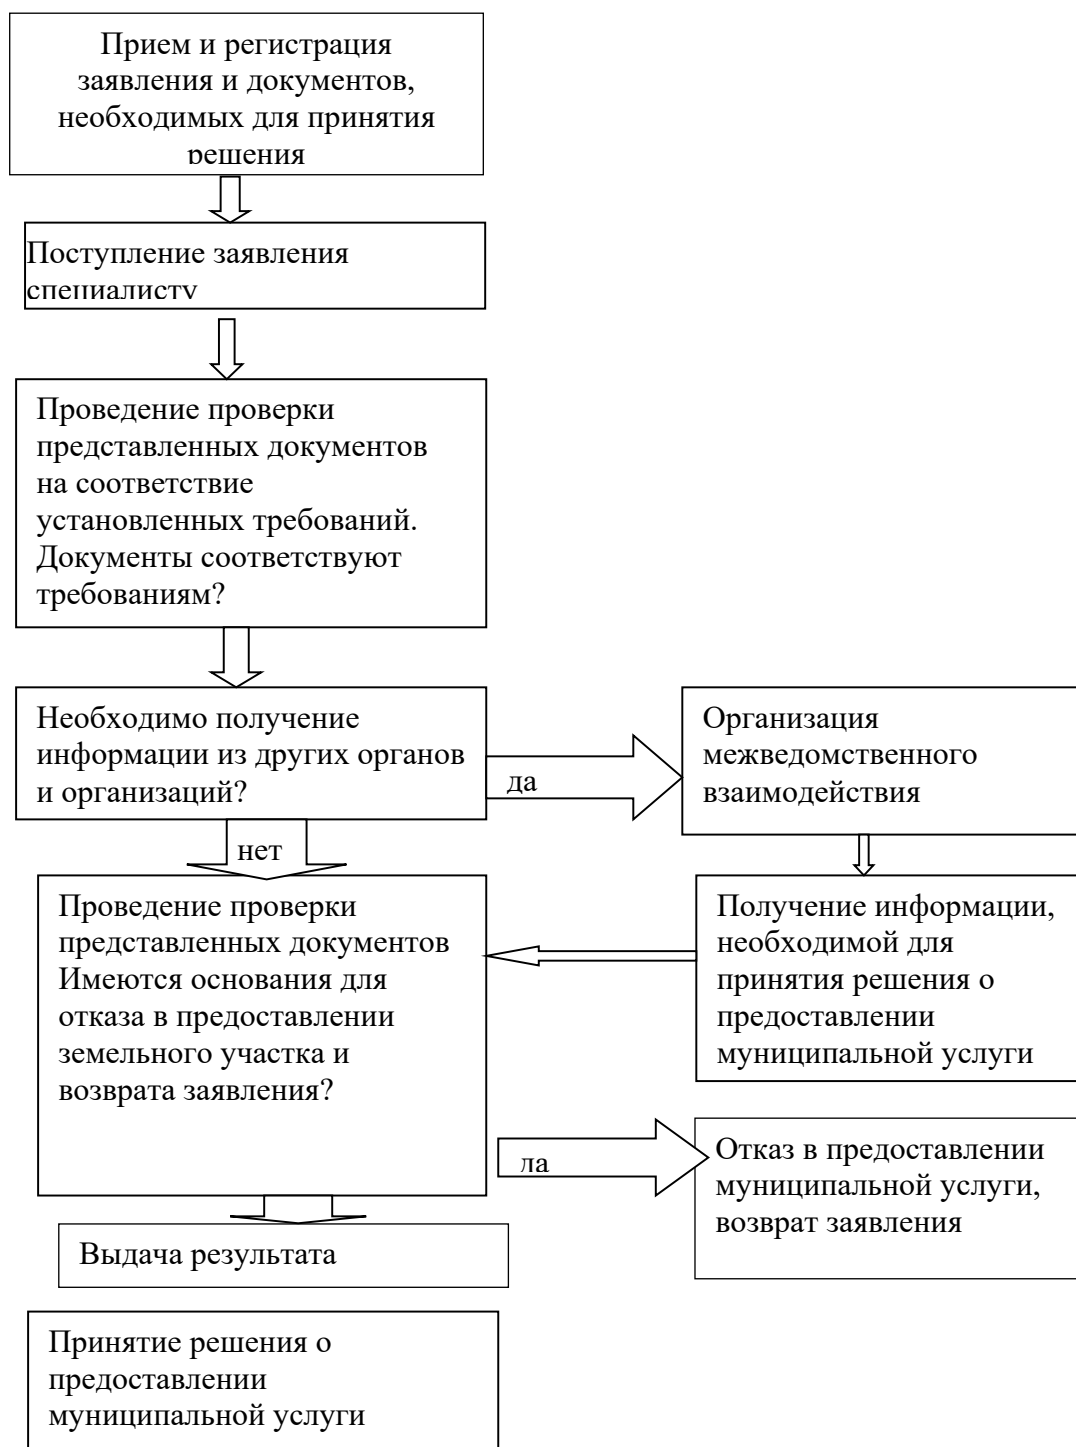 Прием и регистрация
заявления и документов,
необходимых для принятия
решения
Поступление заявления
специалисту
Проведение проверки
представленных документов
на соответствие
установленных требований.
Документы соответствуют
требованиям?
Необходимо получение
информации из других органов
и организаций?
да
Организация
межведомственного
взаимодействия
нет
Проведение проверки
представленных документов
Имеются основания для
отказа в предоставлении
земельного участка и
возврата заявления?
Получение информации,
необходимой для
принятия решения о
предоставлении
муниципальной услуги
да
Отказ в предоставлении
муниципальной услуги,
возврат заявления
Выдача результата
Принятие решения о
предоставлении
муниципальной услуги